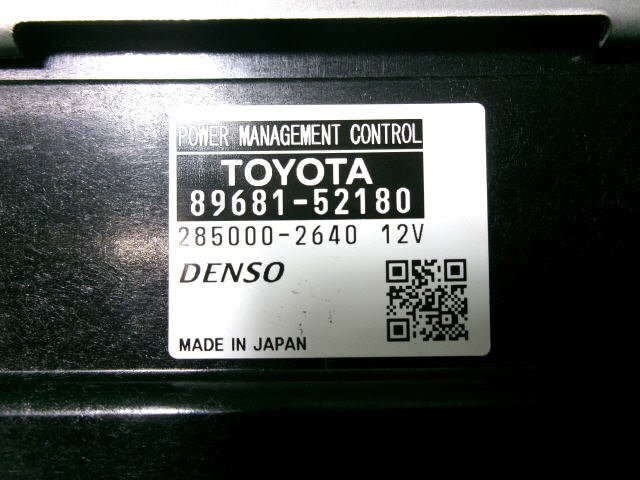 POWER MANAGEMENT CONTROL
TOYOTA
89681-52180
285000-2640 12V
DENSO
MADE IN JAPAN